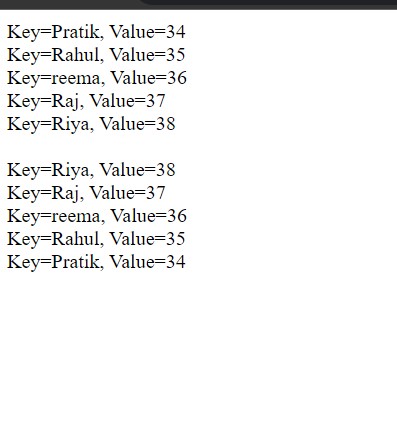 Key=Pratik, Value=34
Key=Rahul, Value=35
Key=reema, Value=36
Key=Raj, Value=37
Key=Riya, Value=38
Key=Riya, Value=38
Key=Raj, Value=37
Key=reema, Value=36
Key=Rahul, Value=35
Key=Pratik, Value=34